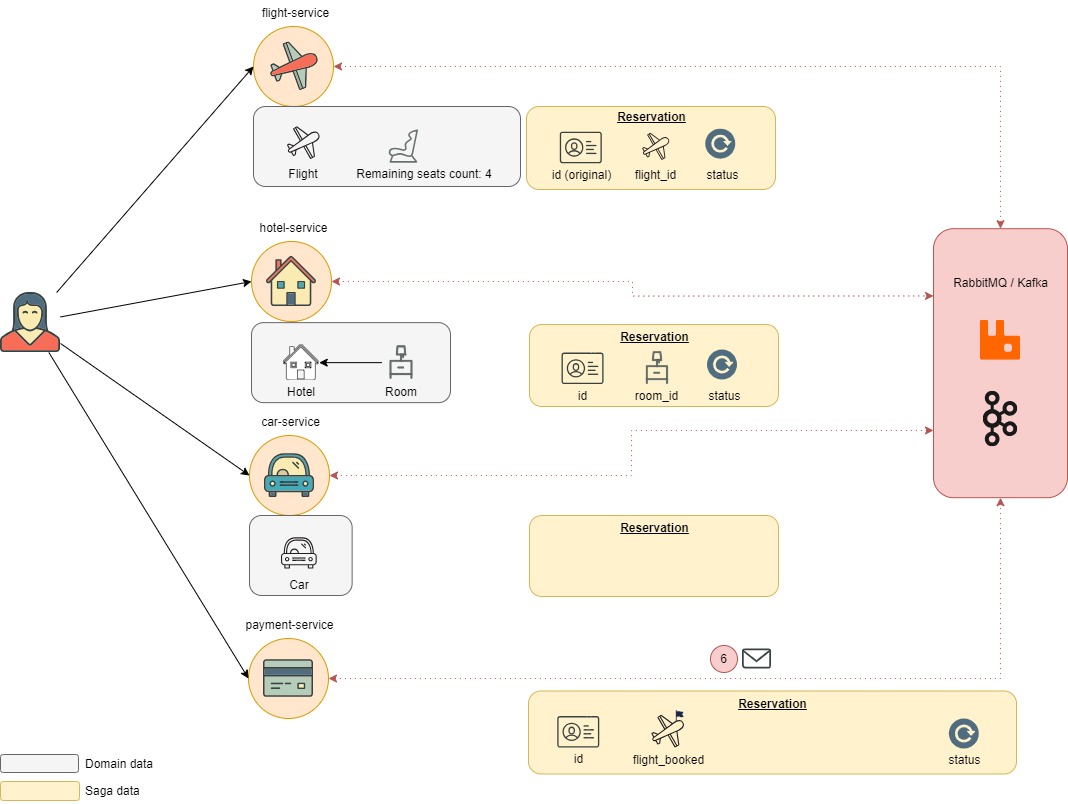 flight-service
Reservation
Flight
Remaining seats count: 4
id (original)
flight_id
status
hotel-service
RabbitMQ / Kafka
Reservation
Hotel
Room
id
room_id
status
car-service
Reservation
Car
payment-service
6
Reservation
id
flight_booked
status
Domain data
Saga data